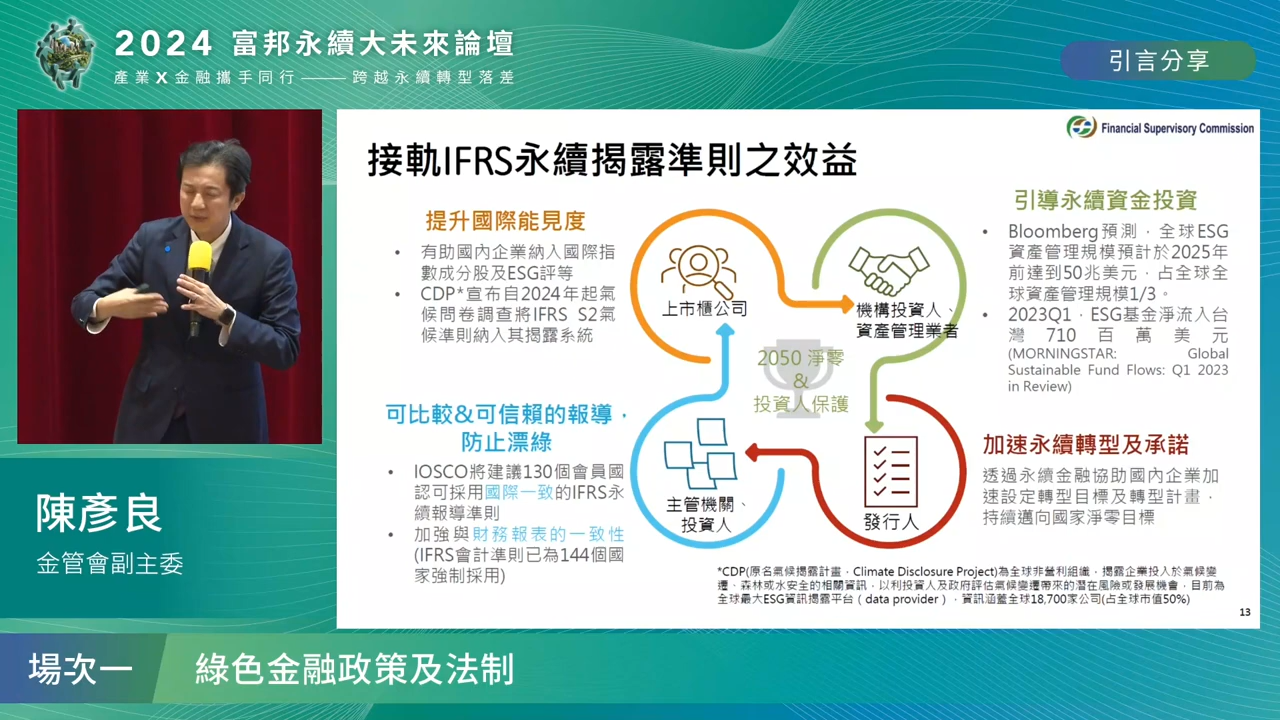 2024 富邦永續大未來論壇
產業X金融攜手同行——跨越永續轉型落差
引言分享
Financial Supervisory Commission
接軌IFRS永續揭露準則之效益
提升國際能見度
• 有助國內企業納入國際指
數成分股及ESG評等
• CDP*宣布自2024年起氣
候問卷調查將IFRS S2氣
候準則納入其揭露系統
可比較&可信賴的報導，
防止漂綠
• IOSCO將建議130個會員國
認可採用國際一致的IFRS永
續報導準則
• 加強與財務報表的一致性
(IFRS會計準則已為144個國
家強制採用)
上市櫃公司
機構投資人、
資產管理業者
2050 淨零
&
投資人保護
主管機關、
投資人
發行人
引導永續資金投資
• Bloomberg預測，全球ESG
資產管理規模預計於2025年
前達到50兆美元，占全球全
球資產管理規模1/3。
• 2023Q1，ESG基金淨流入台
灣710百萬美元
(MORNINGSTAR: Global
Sustainable Fund Flows: Q1 2023
in Review)
加速永續轉型及承諾
透過永續金融協助國內企業加
速設定轉型目標及轉型計畫，
持續邁向國家淨零目標
*CDP(原名氣候揭露計畫，Climate Disclosure Project)為全球非營利組織，揭露企業投入於氣候變
遷、森林或水安全的相關資訊，以利投資人及政府評估氣候變遷帶來的潛在風險或發展機會，目前為
全球最大ESG資訊揭露平台（data provider），資訊涵蓋全球18,700家公司(占全球市值50%)
13
陳彥良
金管會副主委
場次一
綠色金融政策及法制